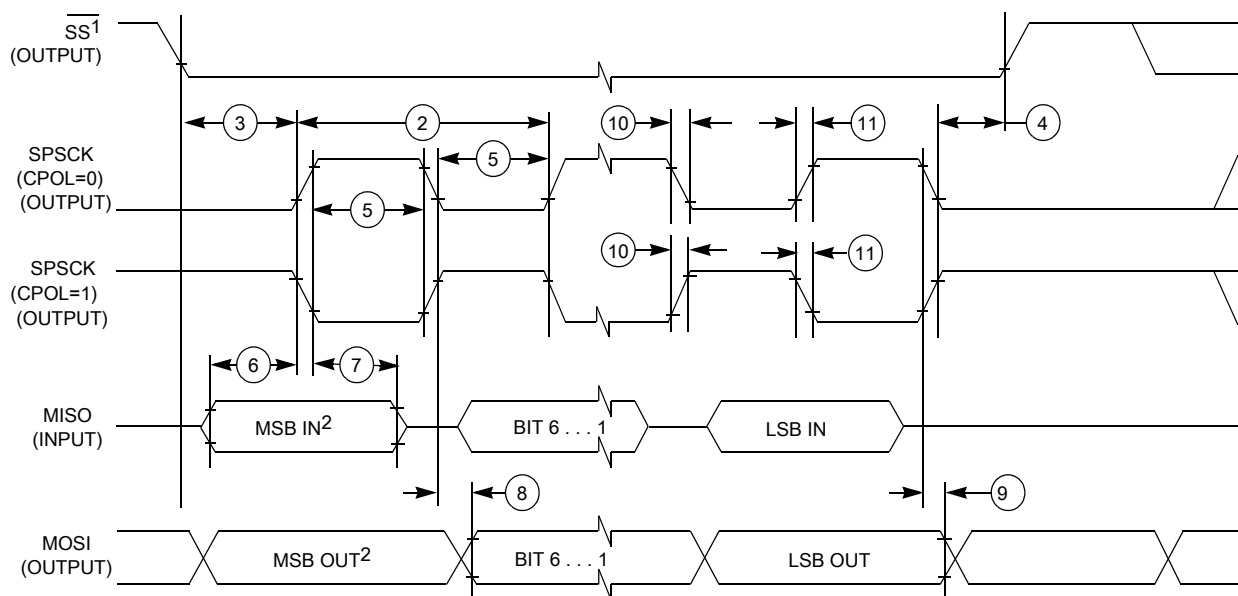 SS1
(OUTPUT)
3
2
10
11
4
SPSCK
(CPOL=0)
(OUTPUT)
5
5
SPSCK
(CPOL=1)
(OUTPUT)
10
11
6
7
MISO
(INPUT)
MSB IN2
BIT 6 . . . 1
LSB IN
8
9
MOSI
(OUTPUT)
MSB OUT2
BIT 6 . . . 1
LSB OUT